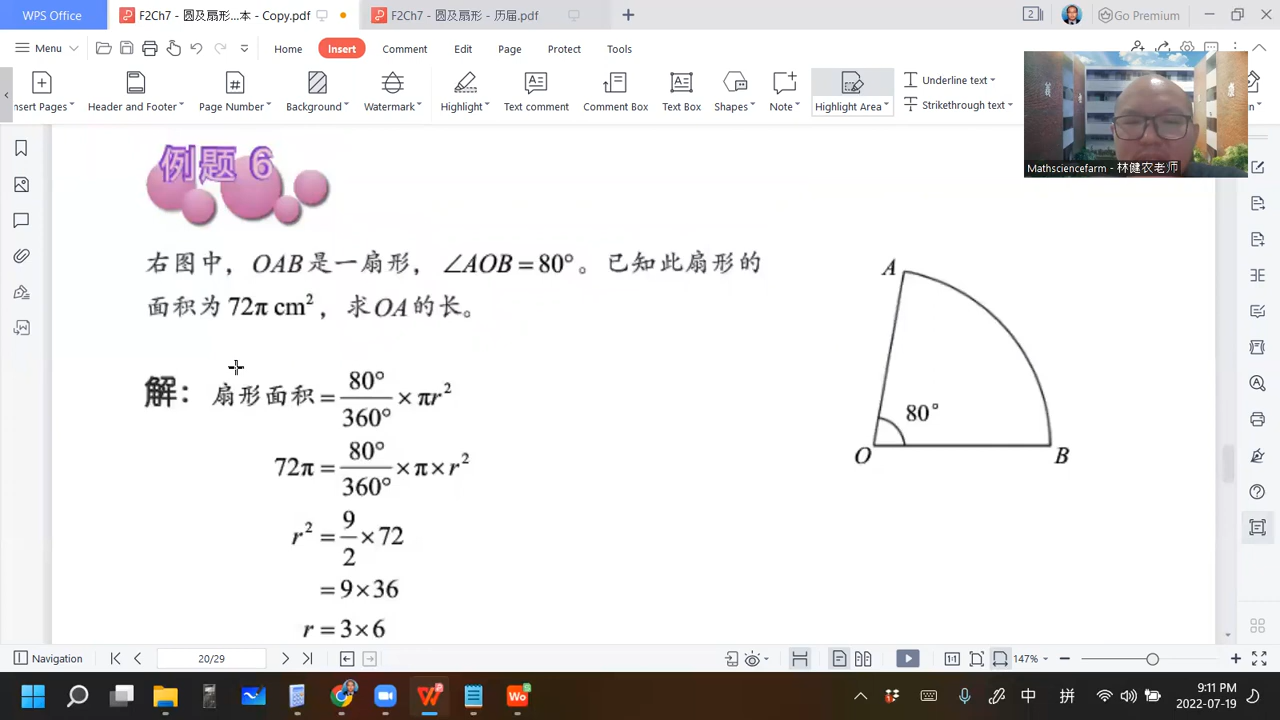 WPS Office
F2Ch7 - 圆及扇形...本 - Copy.pdf
F2Ch7 - 圆及扇形 - 历届.pdf
2
Go Premium
Menu
Home
Insert
Comment
Edit
Page
Protect
Tools
nsert Pages
Header and Footer
Page Number
Background
Watermark
Highlight
Text comment
Comment Box
Text Box
Shapes
Note
Highlight Area
Underline text
Strikethrough text
Mathsciencefarm - 林健农老师
例题 6
右图中，OAB是一扇形，∠AOB = 80°。已知此扇形的
面积为 72π cm²，求OA的长。
解： 扇形面积 = 80°/360° × πr²
72π = 80°/360° × π × r²
r² = 9/2 × 72
= 9×36
r = 3×6
A
80°
O
B
Navigation
20/29
147%
9:11 PM
中
拼
2022-07-19